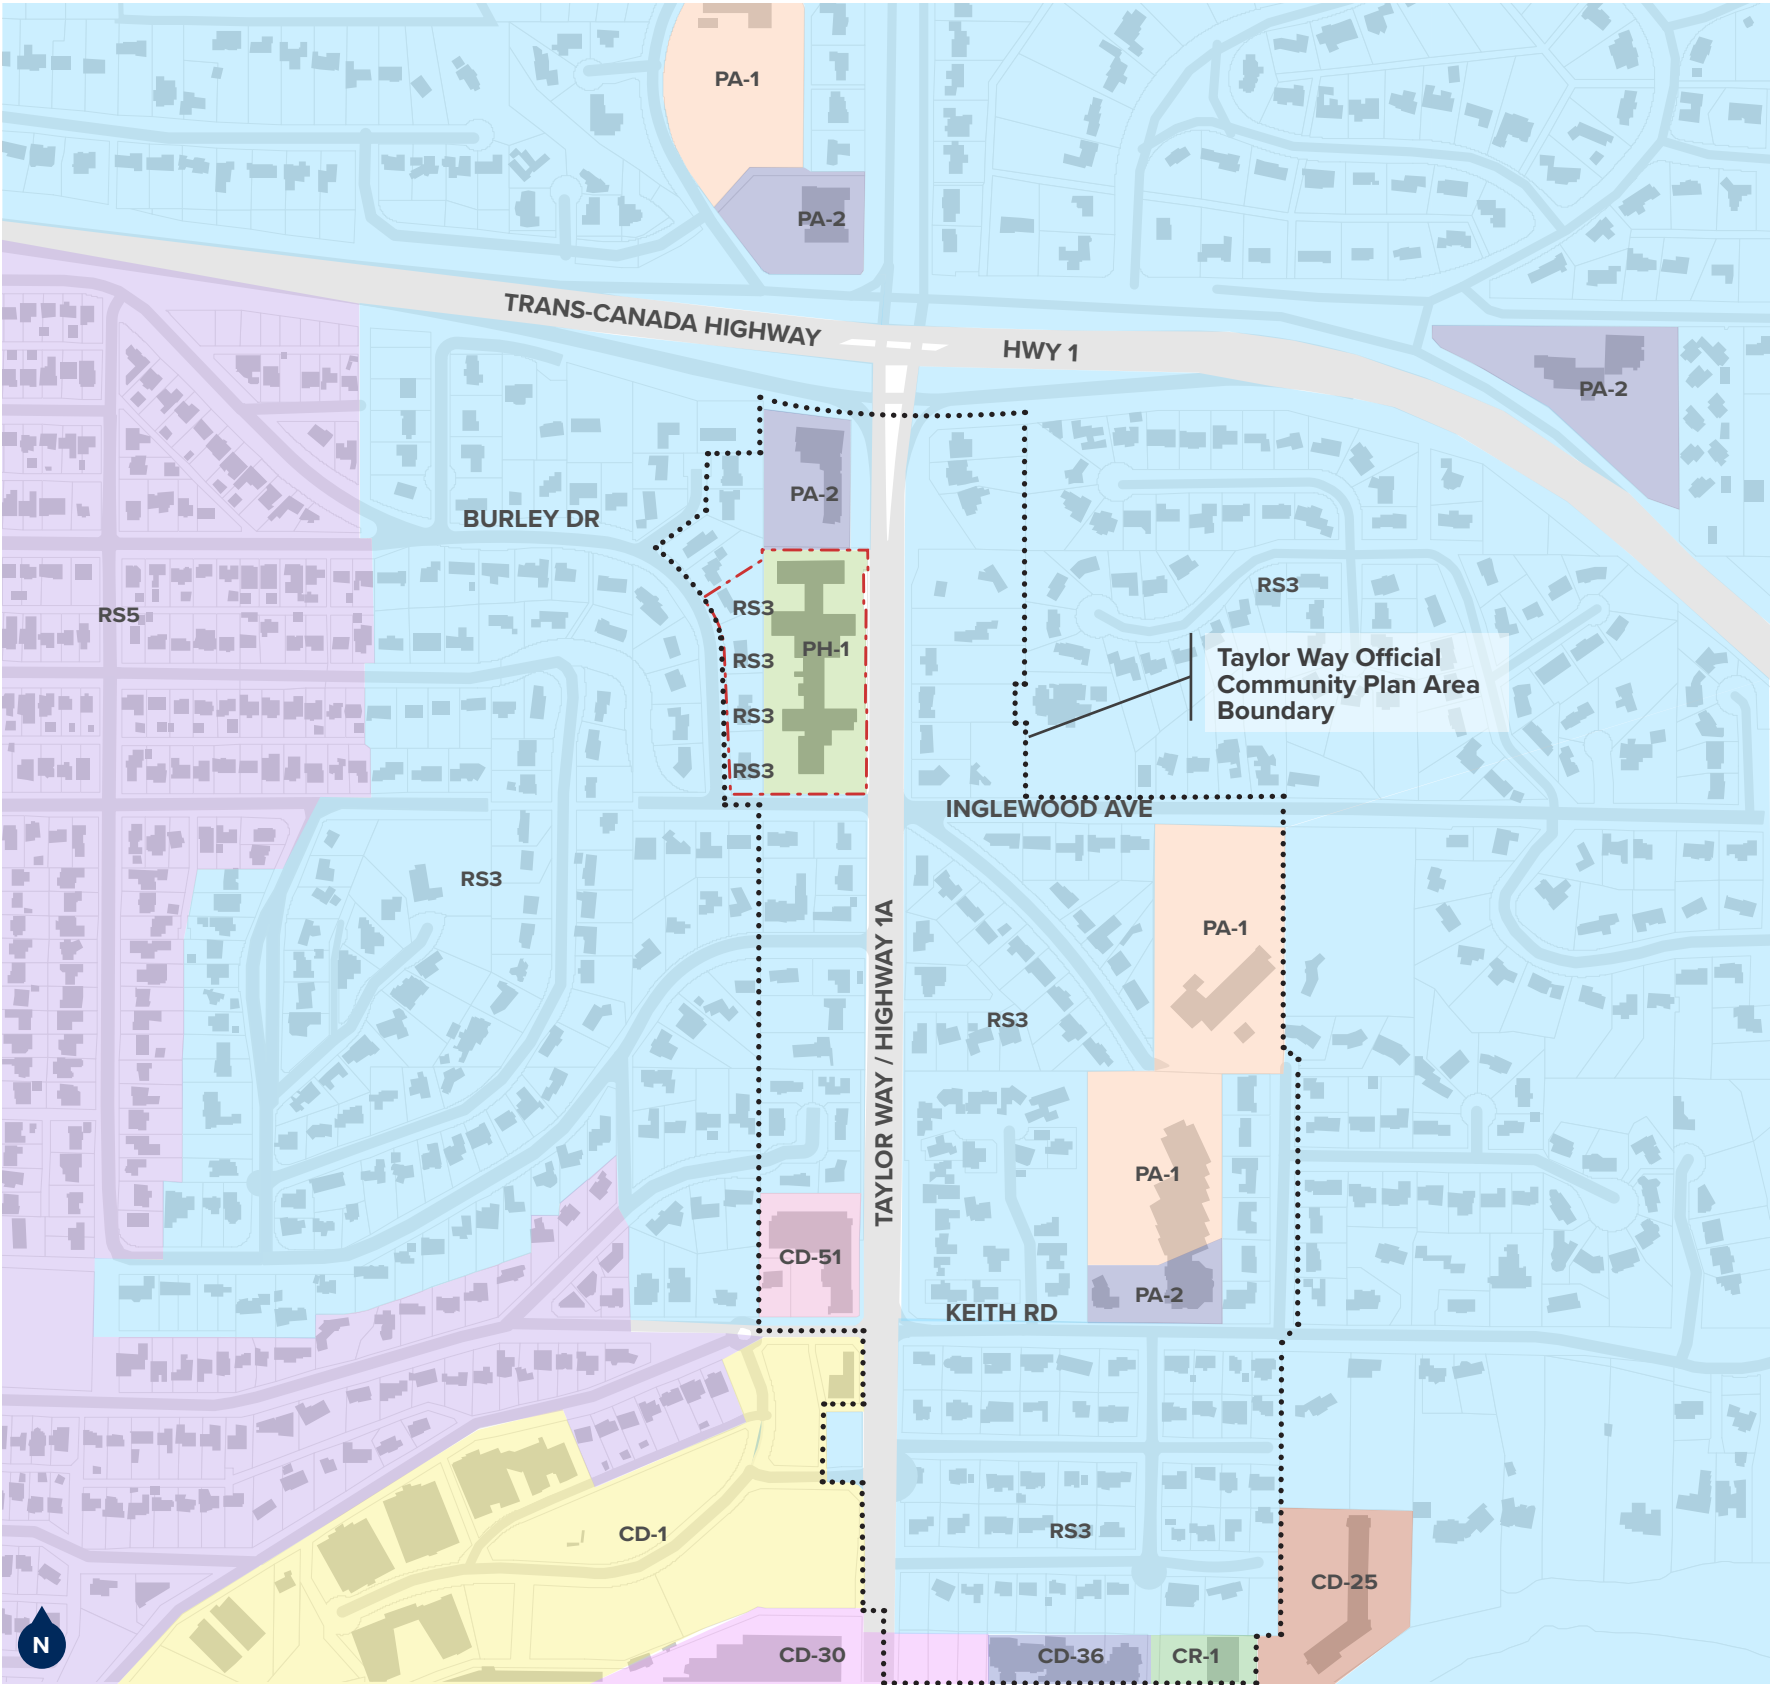 PA-1
PA-2
TRANS-CANADA HIGHWAY
HWY 1
PA-2
PA-2
BURLEY DR
RS3
RS5
RS3
PH-1
RS3
Taylor Way Official
Community Plan Area
Boundary
RS3
RS3
INGLEWOOD AVE
RS3
PA-1
TAYLOR WAY / HIGHWAY 1A
RS3
PA-1
CD-51
PA-2
KEITH RD
CD-1
RS3
CD-25
N
CD-30
CD-36
CR-1